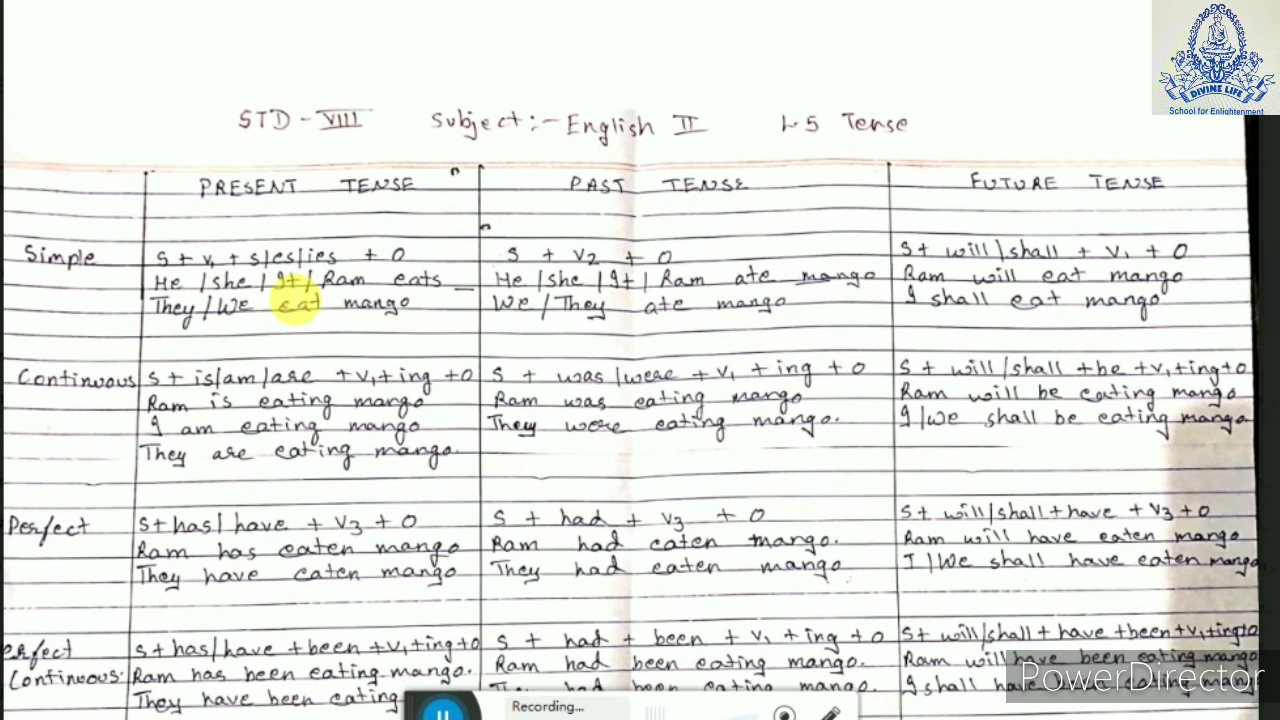 DIVINE LIFE
School for Enlightenment
STD - VIII Subject :- English II L-5 Tense
PRESENT TENSE PAST TENSE FUTURE TENSE
Simple S + V1 + s/es/ies + O S + V2 + O S + will/shall + V1 + O
He / she / It / Ram eats _ He / she / It / Ram ate mango Ram will eat mango
They / We eat mango We / They ate mango I shall eat mango
Continuous S + is/am/are + V1 + ing + O S + was/were + V1 + ing + O S + will/shall + be + V1 + ing + O
Ram is eating mango Ram was eating mango Ram will be eating mango
I am eating mango They were eating mango. I/We shall be eating mango
They are eating mango.
Perfect S + has/have + V3 + O S + had + V3 + O S + will/shall + have + V3 + O
Ram has eaten mango Ram had eaten mango. Ram will have eaten mango
They have eaten mango They had eaten mango I/We shall have eaten mango
erfect S + has/have + been + V1 + ing + O S + had + been + V1 + ing + O S + will/shall + have + been + V1 + ing + O
Continuous: Ram has been eating mango. Ram had been eating mango. Ram will have been eating mango
They have been eating had been eating mango. I shall have been eating mang
PowerDirector
Recording...